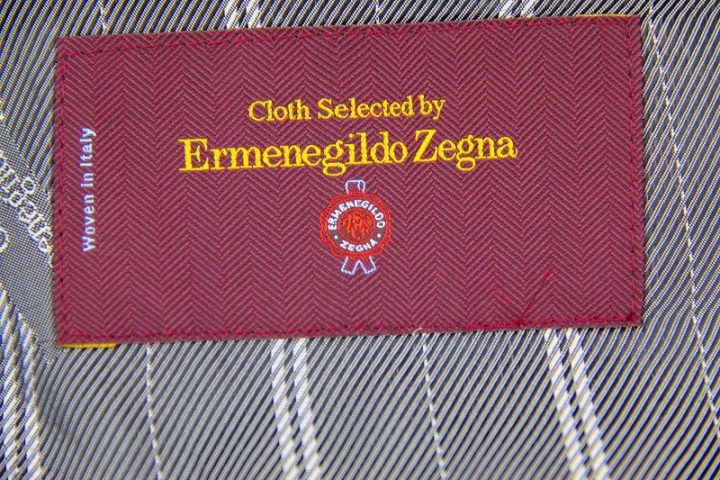 Cloth Selected by
Ermenegildo Zegna
Woven in Italy
ERMENEGILDO
ZEGNA